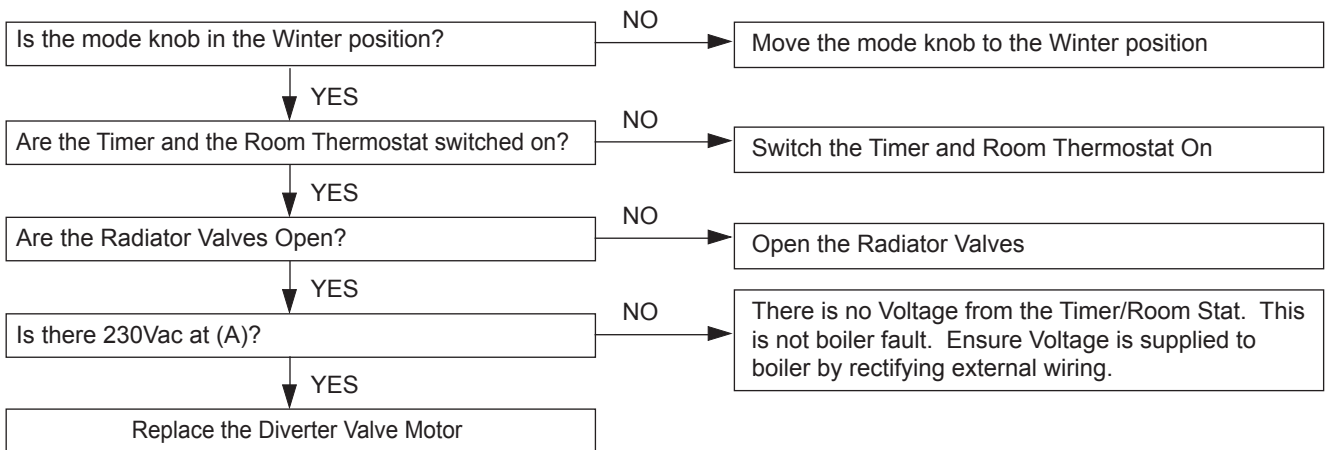 Is the mode knob in the Winter position?
NO
Move the mode knob to the Winter position
YES
Are the Timer and the Room Thermostat switched on?
NO
Switch the Timer and Room Thermostat On
YES
Are the Radiator Valves Open?
NO
Open the Radiator Valves
YES
Is there 230Vac at (A)?
NO
There is no Voltage from the Timer/Room Stat. This
is not boiler fault. Ensure Voltage is supplied to
boiler by rectifying external wiring.
YES
Replace the Diverter Valve Motor